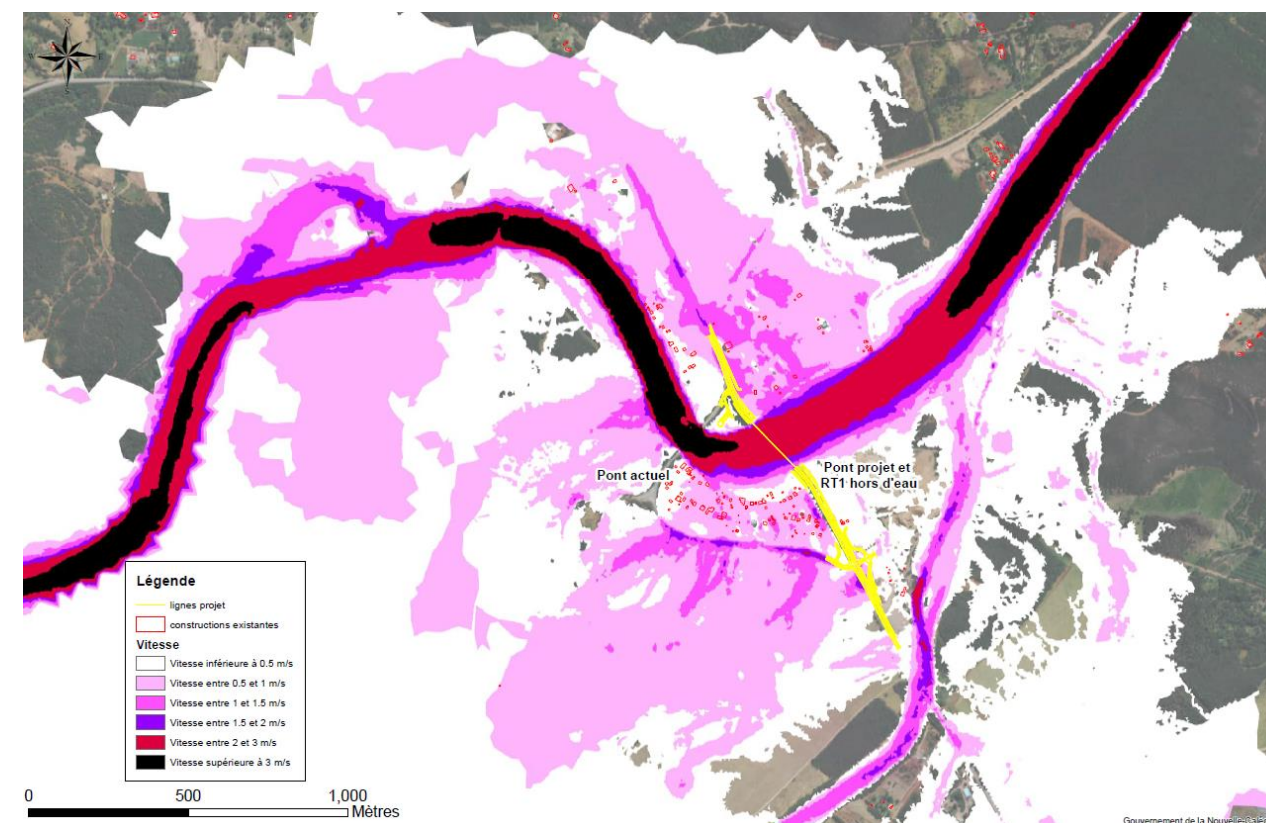 Pont actuel
Pont projet et
RT1 hors d'eau
Légende
lignes projet
constructions existantes
Vitesse
Vitesse inférieure à 0.5 m/s
Vitesse entre 0.5 et 1 m/s
Vitesse entre 1 et 1.5 m/s
Vitesse entre 1.5 et 2 m/s
Vitesse entre 2 et 3 m/s
Vitesse supérieure à 3 m/s
0 500 1,000
Mètres
Gouvernement de la Nouvelle-Caléd